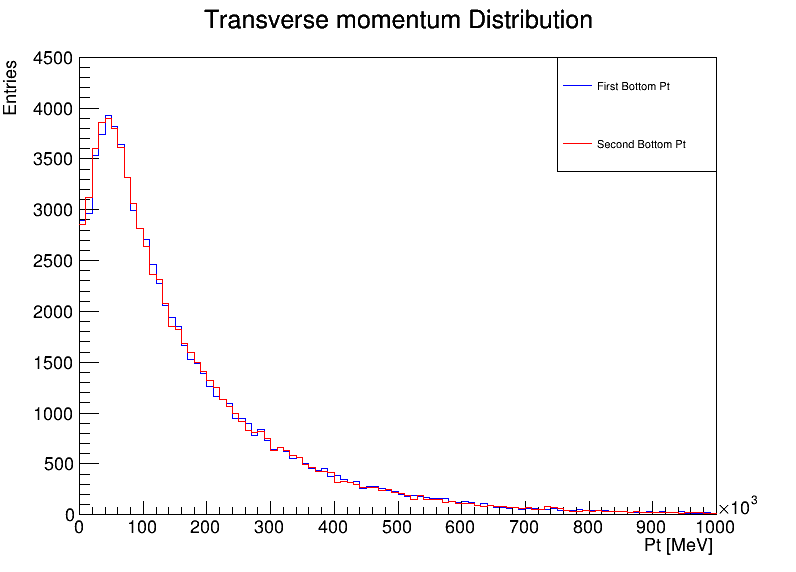 Transverse momentum Distribution
Entries
4500
4000
3500
3000
2500
2000
1500
1000
500
0
First Bottom Pt
Second Bottom Pt
0 100 200 300 400 500 600 700 800 900 1000
×10³
Pt [MeV]